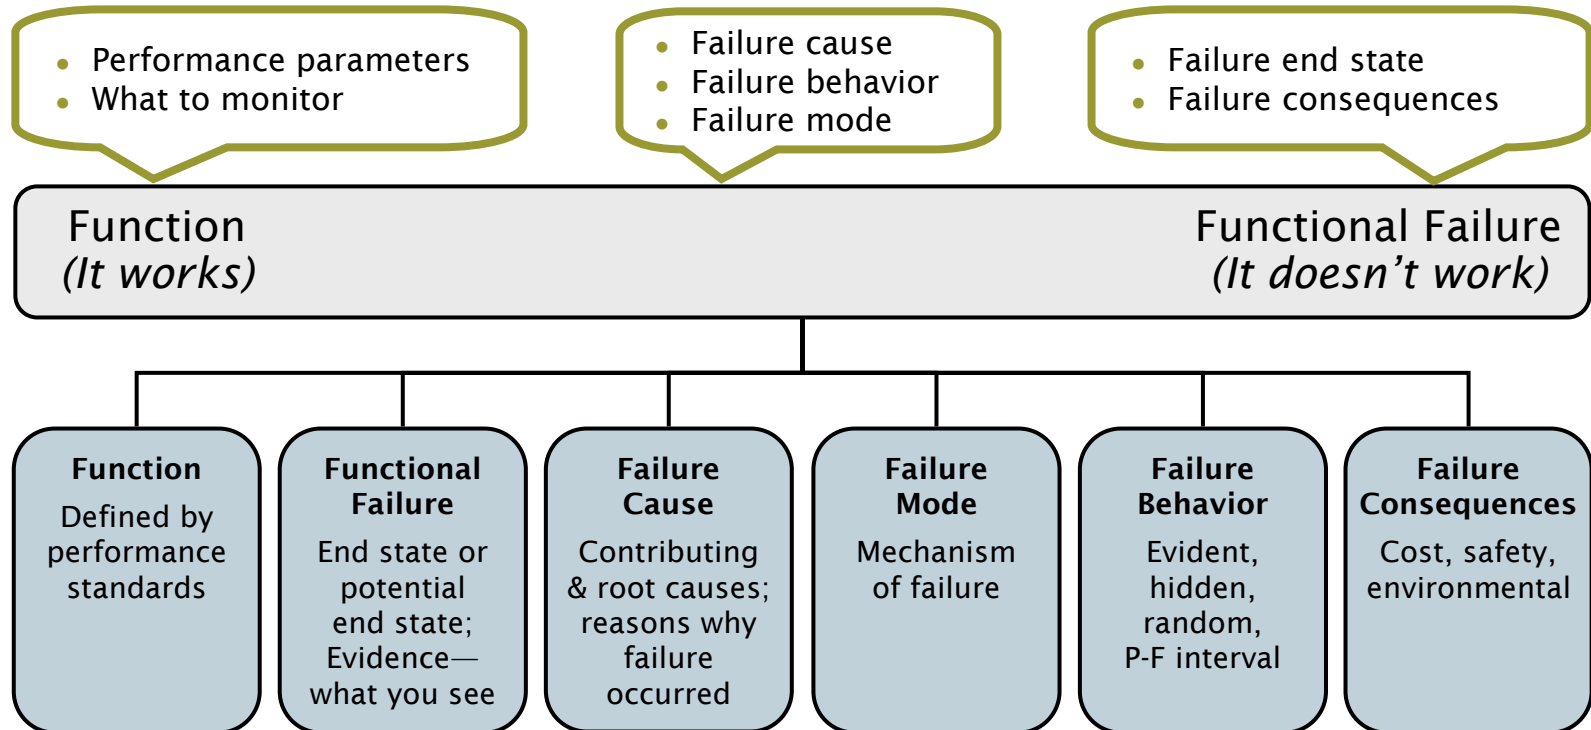 • Performance parameters
• What to monitor
• Failure cause
• Failure behavior
• Failure mode
• Failure end state
• Failure consequences
Function
(It works)
Functional Failure
(It doesn’t work)
Function
Defined by
performance
standards
Functional
Failure
End state or
potential
end state;
Evidence—
what you see
Failure
Cause
Contributing
& root causes;
reasons why
failure
occurred
Failure
Mode
Mechanism
of failure
Failure
Behavior
Evident,
hidden,
random,
P-F interval
Failure
Consequences
Cost, safety,
environmental